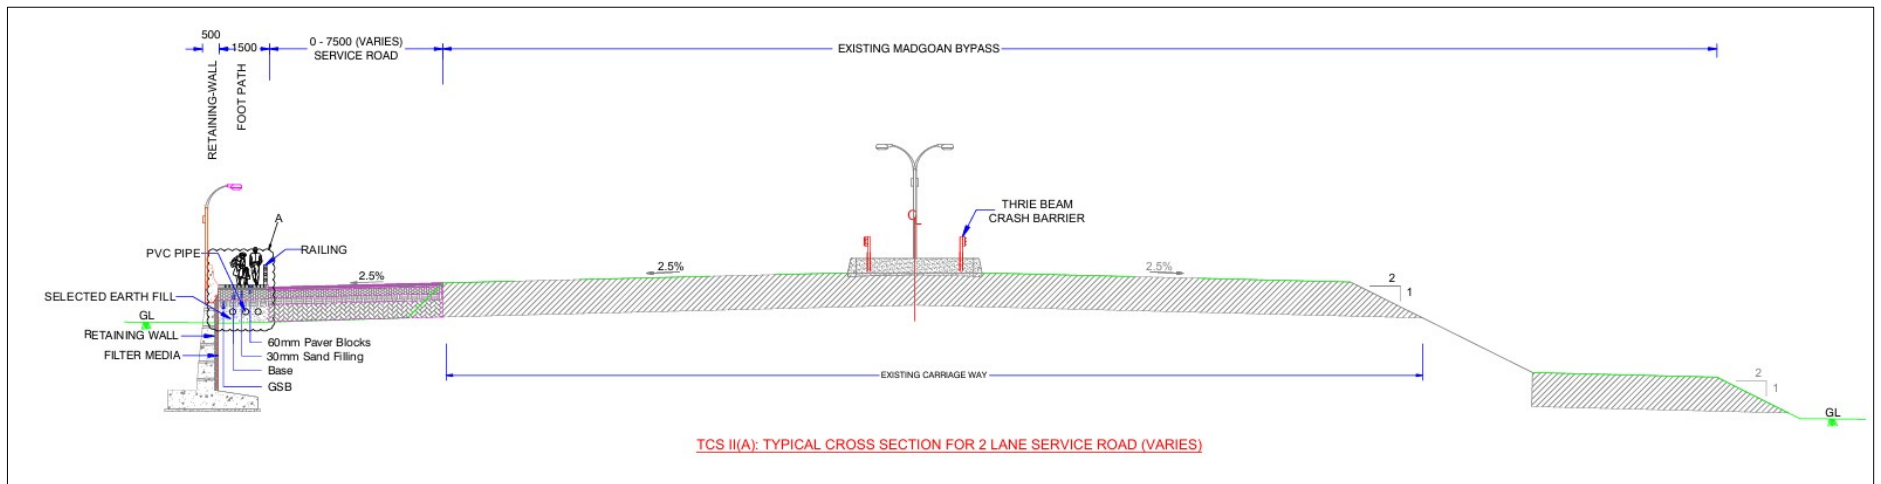 500
1500
0 - 7500 (VARIES)
SERVICE ROAD
EXISTING MADGOAN BYPASS
RETAINING-WALL
FOOT PATH
A
THRIE BEAM
CRASH BARRIER
PVC PIPE
RAILING
2.5%
2.5%
2.5%
2
1
SELECTED EARTH FILL
GL
RETAINING WALL
60mm Paver Blocks
FILTER MEDIA
30mm Sand Filling
Base
GSB
EXISTING CARRIAGE WAY
2
1
GL
TCS II(A): TYPICAL CROSS SECTION FOR 2 LANE SERVICE ROAD (VARIES)